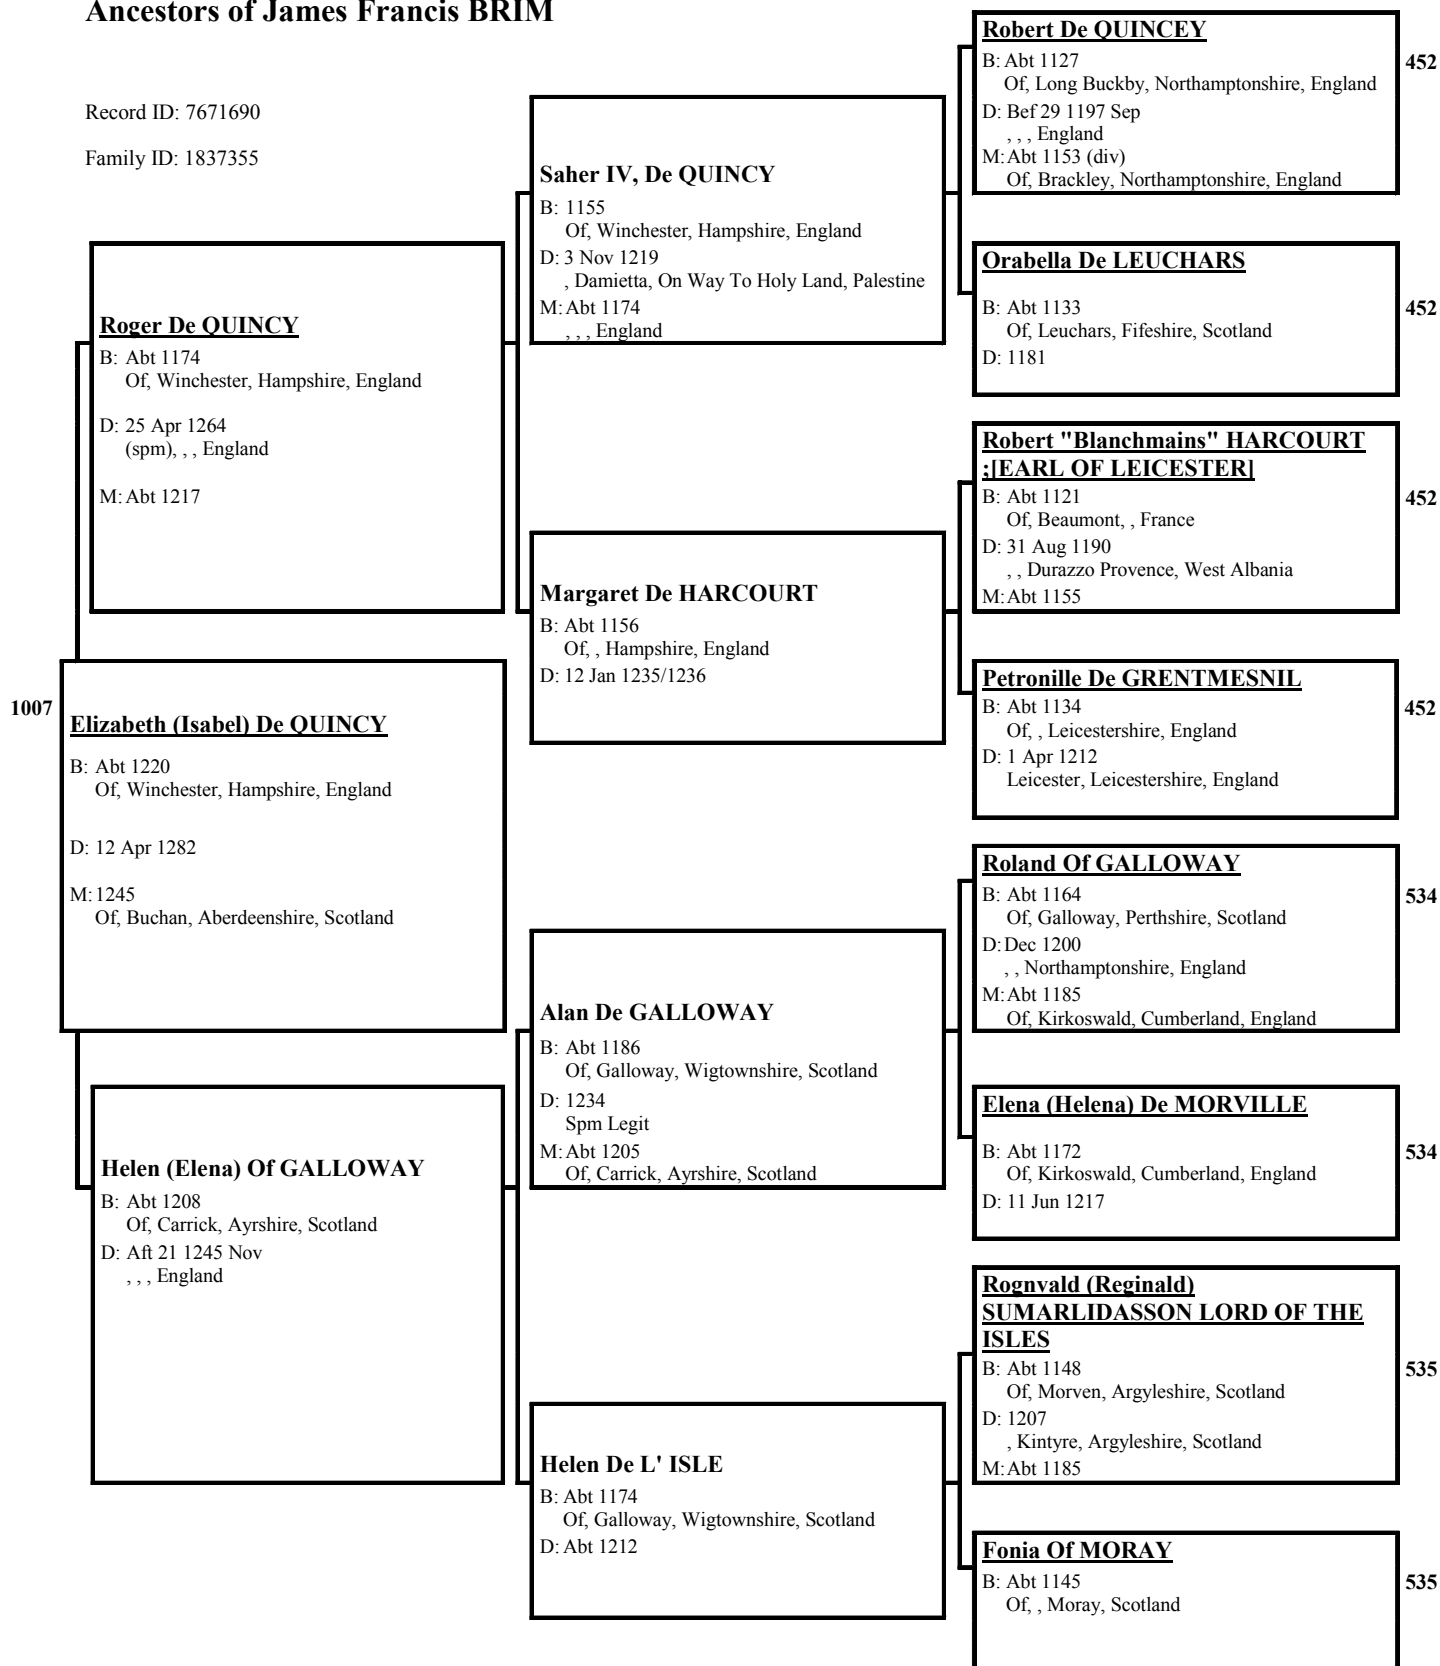 Ancestors of James Francis BRIM
Record ID: 7671690
Family ID: 1837355
Robert De QUINCEY
B: Abt 1127
Of, Long Buckby, Northamptonshire, England
D: Bef 29 1197 Sep
, , , England
M: Abt 1153 (div)
Of, Brackley, Northamptonshire, England
452
Saher IV, De QUINCY
B: 1155
Of, Winchester, Hampshire, England
D: 3 Nov 1219
, Damietta, On Way To Holy Land, Palestine
M: Abt 1174
, , , England
Orabella De LEUCHARS
B: Abt 1133
Of, Leuchars, Fifeshire, Scotland
D: 1181
452
Roger De QUINCY
B: Abt 1174
Of, Winchester, Hampshire, England
D: 25 Apr 1264
(spm), , , England
M: Abt 1217
Robert "Blanchmains" HARCOURT
;[EARL OF LEICESTER]
B: Abt 1121
Of, Beaumont, , France
D: 31 Aug 1190
, , Durazzo Provence, West Albania
M: Abt 1155
452
Margaret De HARCOURT
B: Abt 1156
Of, , Hampshire, England
D: 12 Jan 1235/1236
Petronille De GRENTMESNIL
B: Abt 1134
Of, , Leicestershire, England
D: 1 Apr 1212
Leicester, Leicestershire, England
452
1007
Elizabeth (Isabel) De QUINCY
B: Abt 1220
Of, Winchester, Hampshire, England
D: 12 Apr 1282
M: 1245
Of, Buchan, Aberdeenshire, Scotland
Roland Of GALLOWAY
B: Abt 1164
Of, Galloway, Perthshire, Scotland
D: Dec 1200
, , Northamptonshire, England
M: Abt 1185
Of, Kirkoswald, Cumberland, England
534
Alan De GALLOWAY
B: Abt 1186
Of, Galloway, Wigtownshire, Scotland
D: 1234
Spm Legit
M: Abt 1205
Of, Carrick, Ayrshire, Scotland
Elena (Helena) De MORVILLE
B: Abt 1172
Of, Kirkoswald, Cumberland, England
D: 11 Jun 1217
534
Helen (Elena) Of GALLOWAY
B: Abt 1208
Of, Carrick, Ayrshire, Scotland
D: Aft 21 1245 Nov
, , , England
Rognvald (Reginald)
SUMARLIDASSON LORD OF THE
ISLES
B: Abt 1148
Of, Morven, Argyleshire, Scotland
D: 1207
, Kintyre, Argyleshire, Scotland
M: Abt 1185
535
Helen De L' ISLE
B: Abt 1174
Of, Galloway, Wigtownshire, Scotland
D: Abt 1212
Fonia Of MORAY
B: Abt 1145
Of, , Moray, Scotland
535